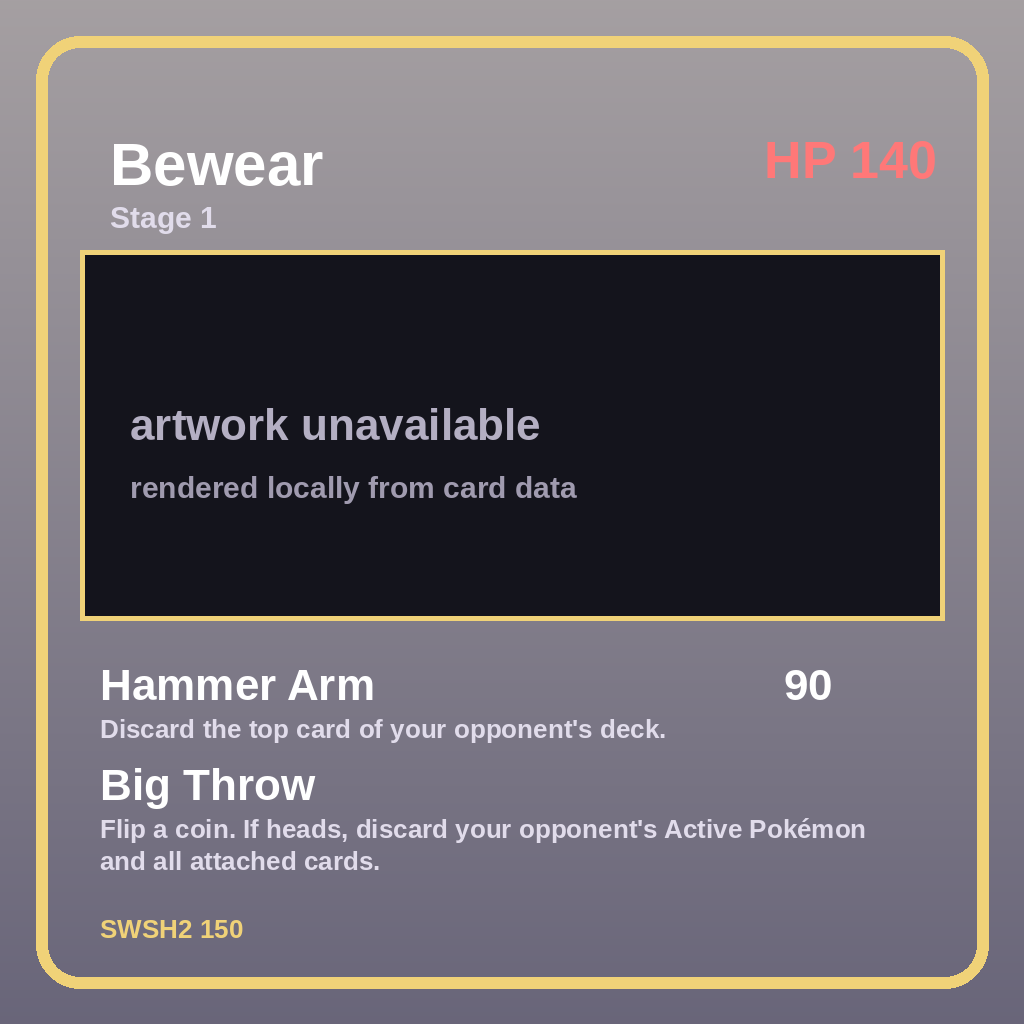 Bewear
HP 140
Stage 1
artwork unavailable
rendered locally from card data
Hammer Arm 90
Discard the top card of your opponent's deck.
Big Throw
Flip a coin. If heads, discard your opponent's Active Pokémon
and all attached cards.
SWSH2 150